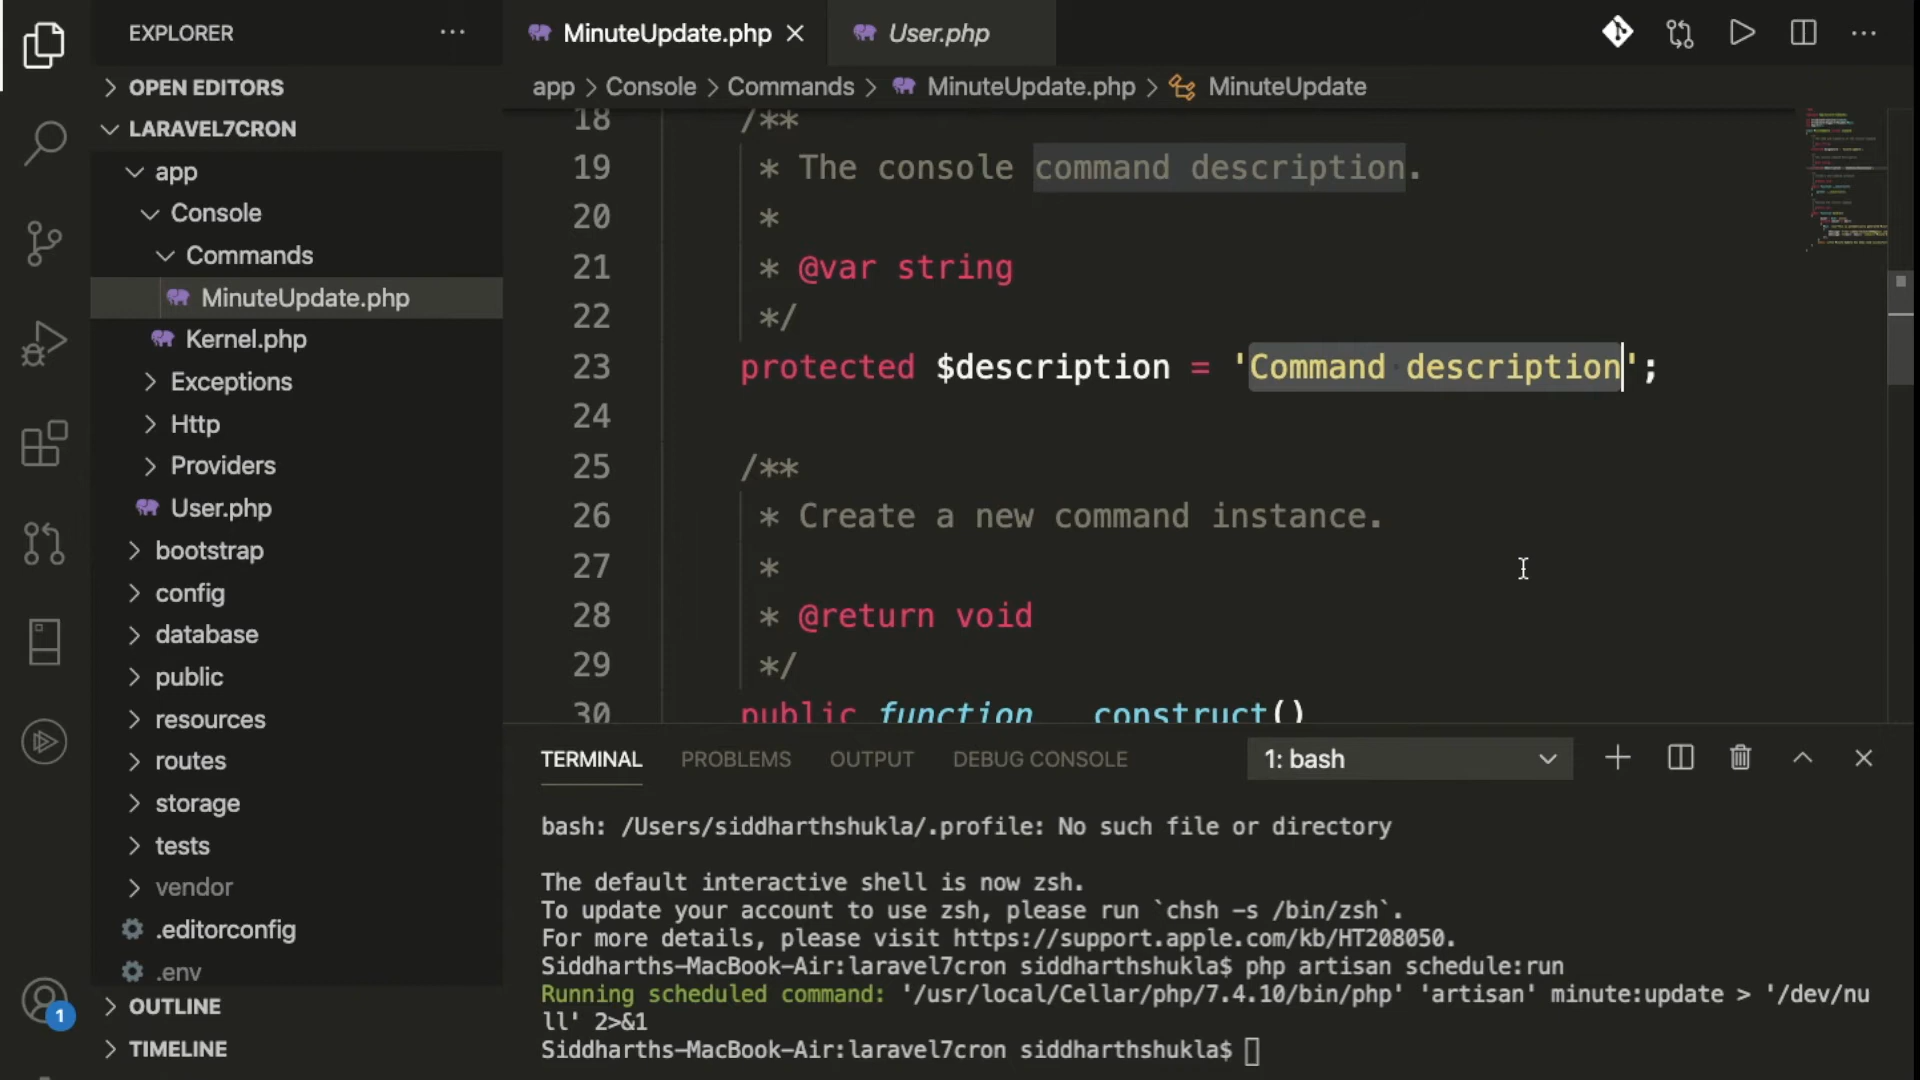 EXPLORER
OPEN EDITORS
LARAVEL7CRON
app
Console
Commands
MinuteUpdate.php
Kernel.php
Exceptions
Http
Providers
User.php
bootstrap
config
database
public
resources
routes
storage
tests
vendor
.editorconfig
.env
OUTLINE
TIMELINE
1
MinuteUpdate.php User.php
app > Console > Commands > MinuteUpdate.php > MinuteUpdate
18 /**
19 * The console command description.
20 *
21 * @var string
22 */
23 protected $description = 'Command description';
24
25 /**
26 * Create a new command instance.
27 *
28 * @return void
29 */
30 public function __construct()
TERMINAL PROBLEMS OUTPUT DEBUG CONSOLE 1: bash
bash: /Users/siddharthshukla/.profile: No such file or directory
The default interactive shell is now zsh.
To update your account to use zsh, please run `chsh -s /bin/zsh`.
For more details, please visit https://support.apple.com/kb/HT208050.
Siddharths-MacBook-Air:laravel7cron siddharthshukla$ php artisan schedule:run
Running scheduled command: '/usr/local/Cellar/php/7.4.10/bin/php' 'artisan' minute:update > '/dev/nu
ll' 2>&1
Siddharths-MacBook-Air:laravel7cron siddharthshukla$